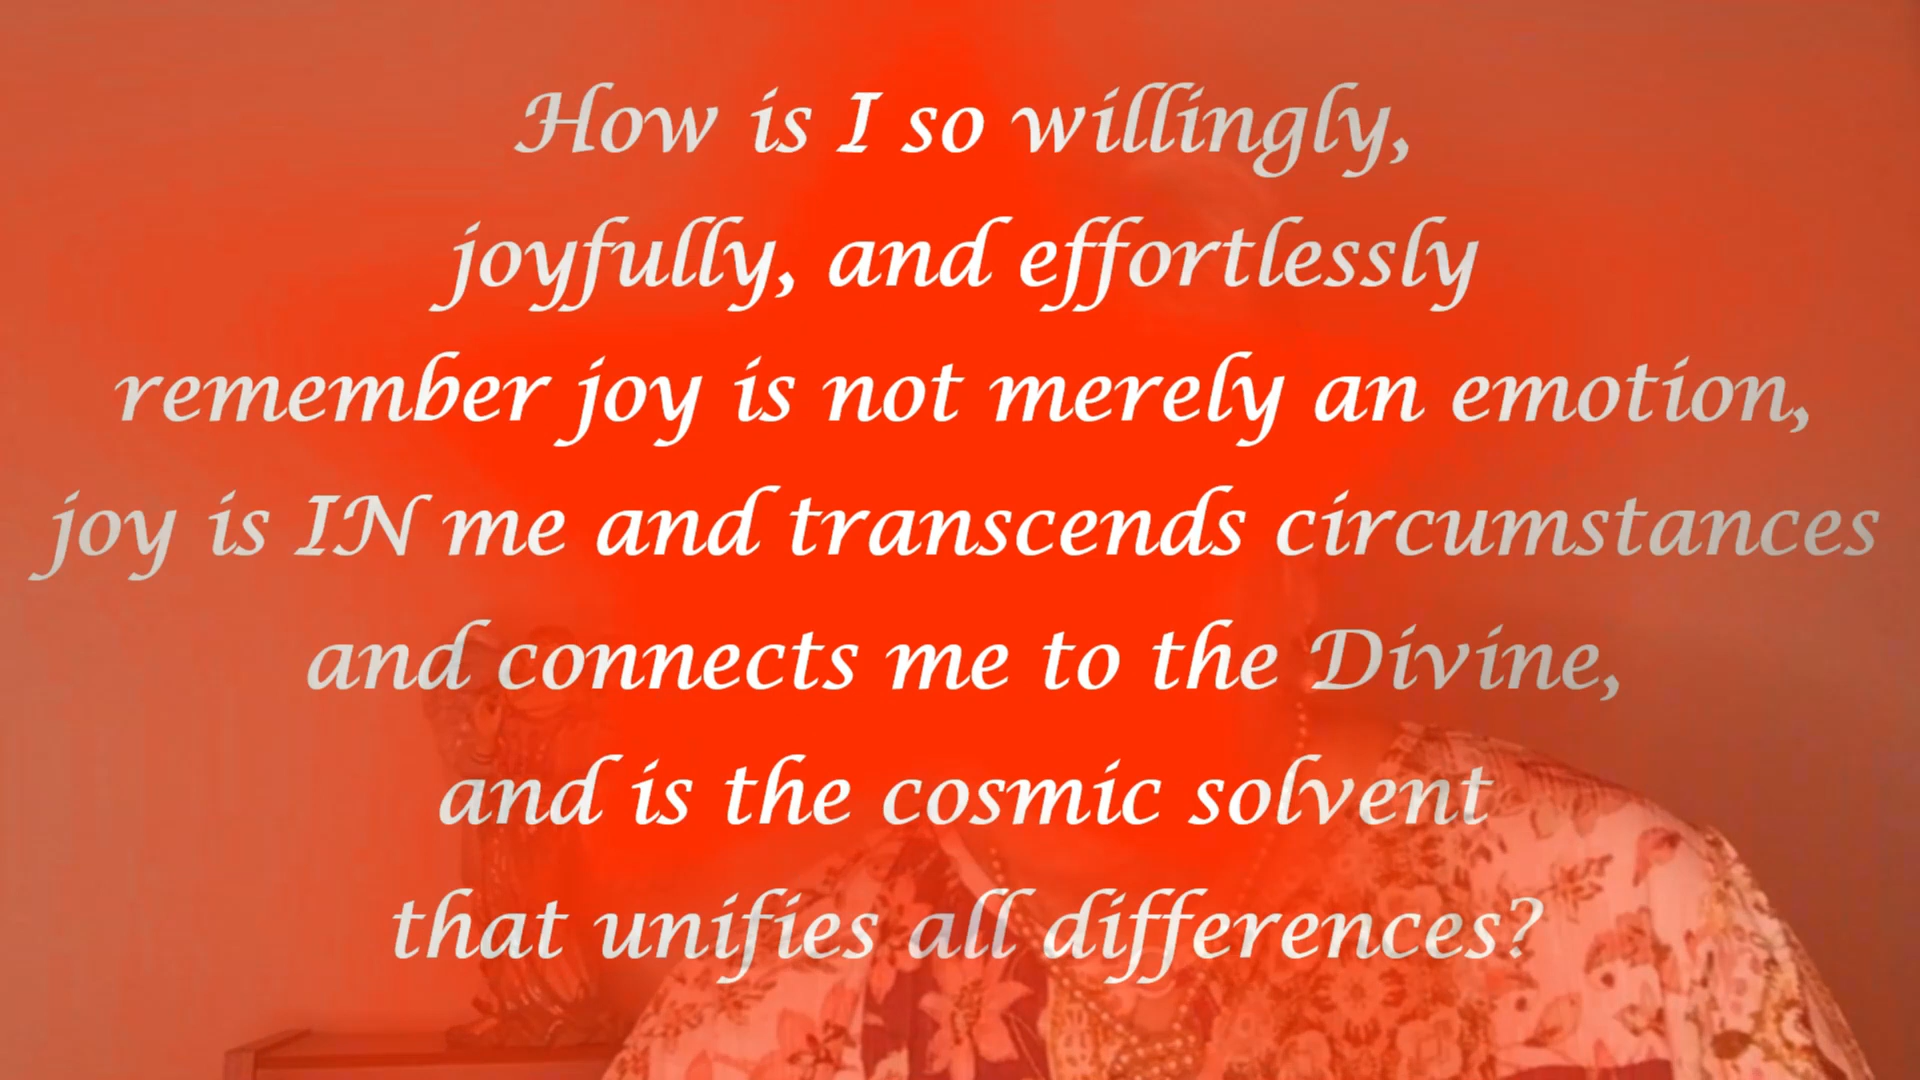 How is I so willingly,
joyfully, and effortlessly
remember joy is not merely an emotion,
joy is IN me and transcends circumstances
and connects me to the Divine,
and is the cosmic solvent
that unifies all differences?